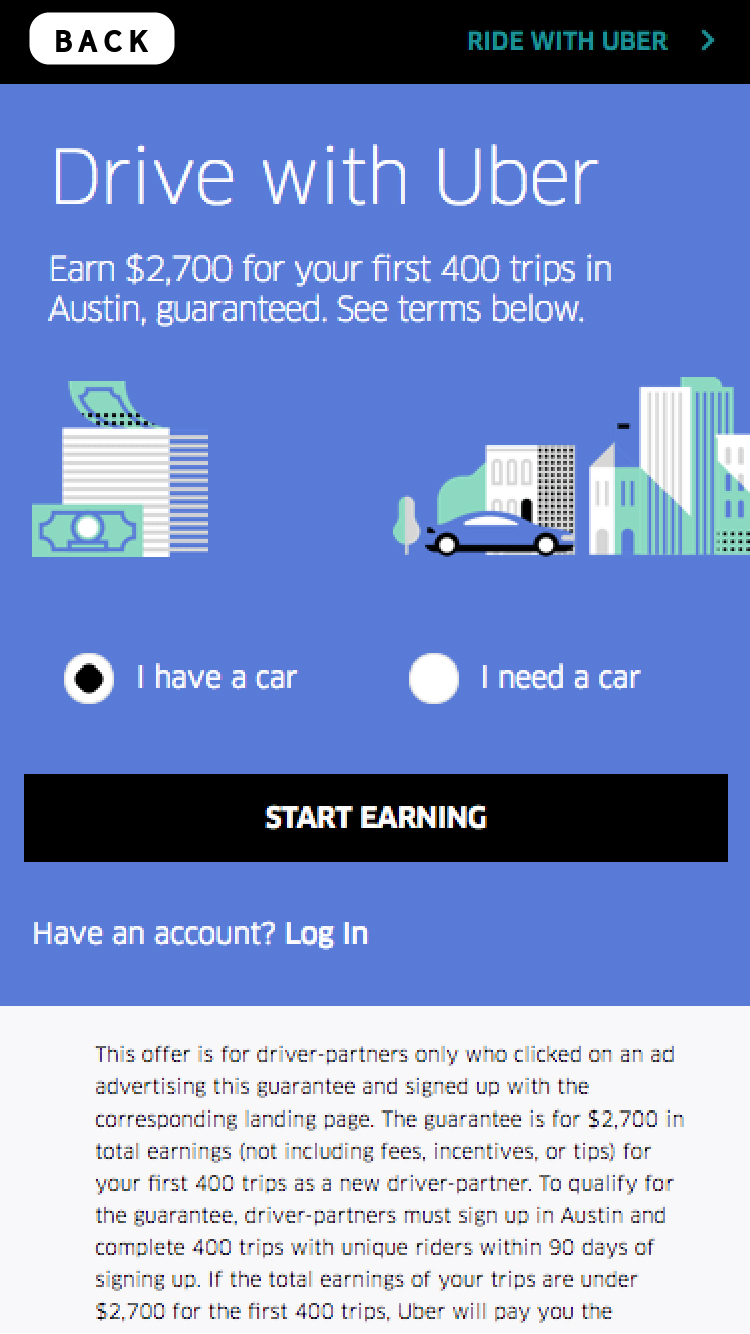 BACK
RIDE WITH UBER
Drive with Uber
Earn $2,700 for your first 400 trips in
Austin, guaranteed. See terms below.
I have a car
I need a car
START EARNING
Have an account? Log In
This offer is for driver-partners only who clicked on an ad
advertising this guarantee and signed up with the
corresponding landing page. The guarantee is for $2,700 in
total earnings (not including fees, incentives, or tips) for
your first 400 trips as a new driver-partner. To qualify for
the guarantee, driver-partners must sign up in Austin and
complete 400 trips with unique riders within 90 days of
signing up. If the total earnings of your trips are under
$2,700 for the first 400 trips, Uber will pay you the